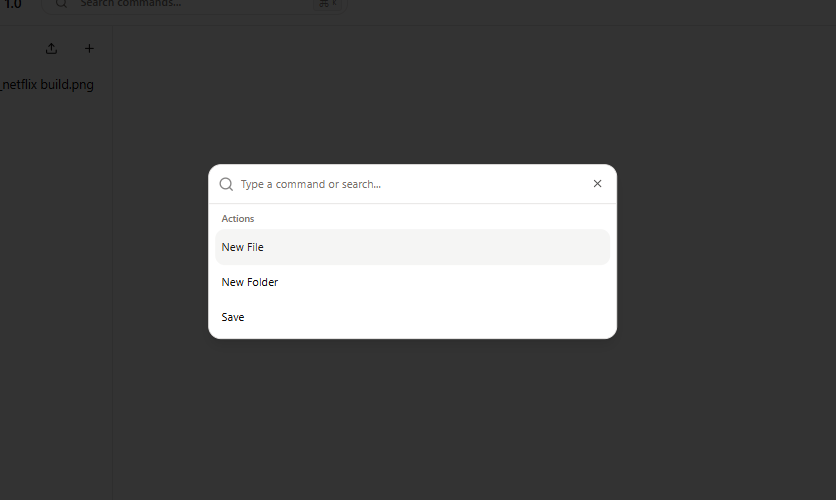 1.0
Search commands...
⌘ K
_netflix build.png
Type a command or search...
Actions
New File
New Folder
Save